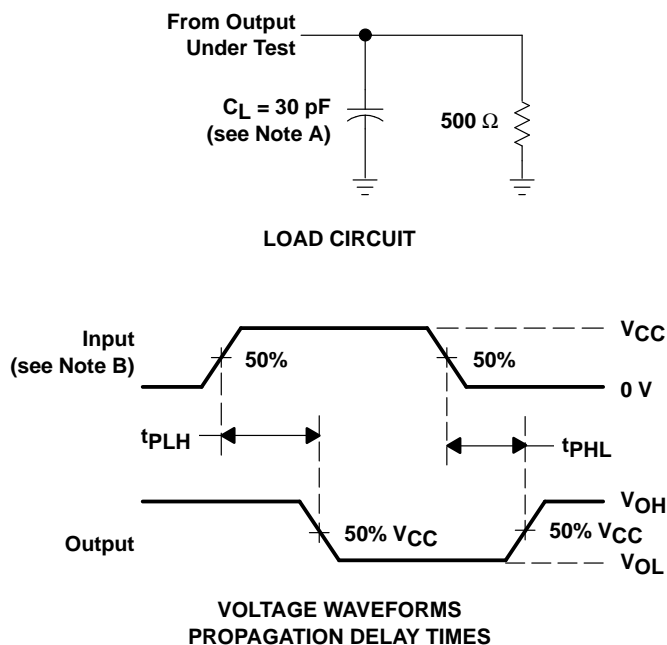 From Output
Under Test
CL = 30 pF
(see Note A)
500 Ω
LOAD CIRCUIT
Input
(see Note B)
50%
50%
VCC
0 V
tPLH
tPHL
Output
50% VCC
50% VCC
VOH
VOL
VOLTAGE WAVEFORMS
PROPAGATION DELAY TIMES